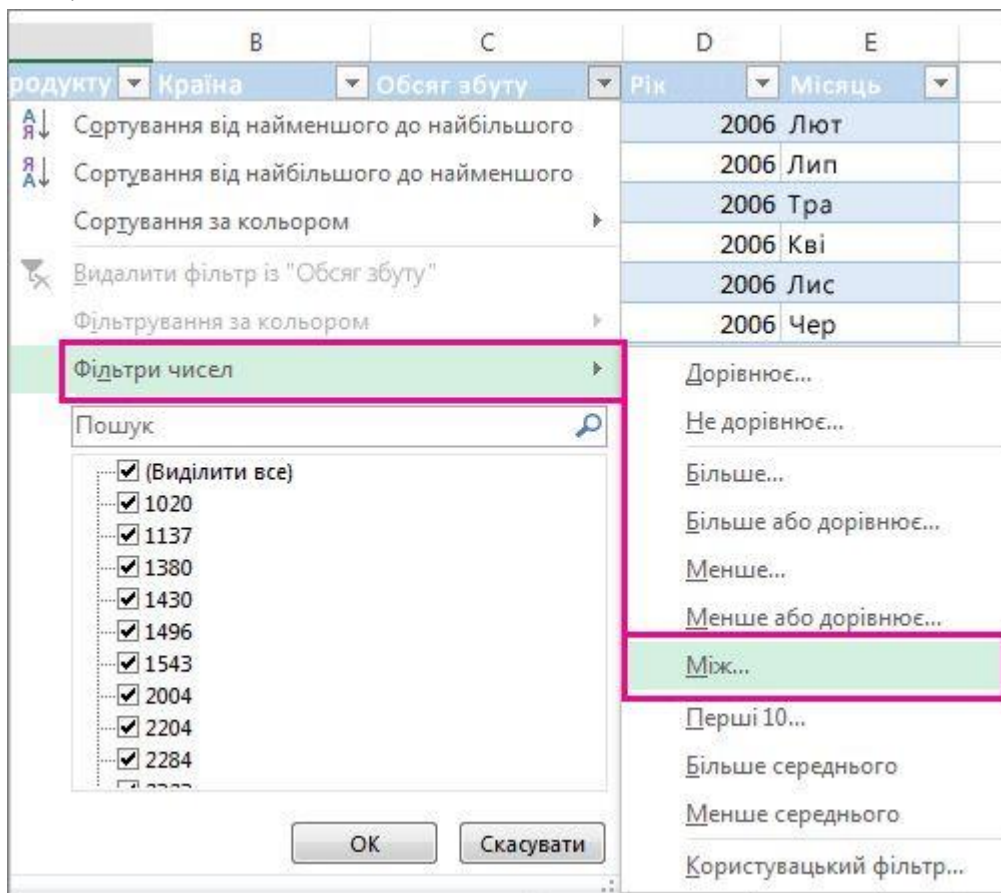 B C D E
родукту Країна Обсяг збуту Рік Місяць
Сортування від найменшого до найбільшого
Сортування від найбільшого до найменшого
Сортування за кольором
Видалити фільтр із "Обсяг збуту"
Фільтрування за кольором
Фільтри чисел
Пошук
(Виділити все)
1020
1137
1380
1430
1496
1543
2004
2204
2284
ОК Скасувати
2006 Лют
2006 Лип
2006 Тра
2006 Кві
2006 Лис
2006 Чер
Дорівнює...
Не дорівнює...
Більше...
Більше або дорівнює...
Менше...
Менше або дорівнює...
Між...
Перші 10...
Більше середнього
Менше середнього
Користувацький фільтр...